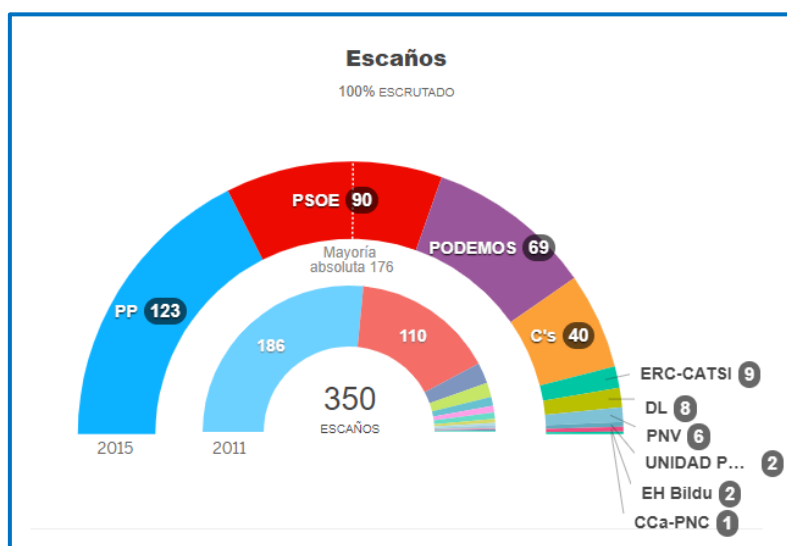 Escaños
100% ESCRUTADO
PSOE 90
Mayoría
absoluta 176
PODEMOS 69
PP 123
186
110
C's 40
350
ESCAÑOS
2015
2011
ERC-CATSI 9
DL 8
PNV 6
UNIDAD P... 2
EH Bildu 2
CCa-PNC 1